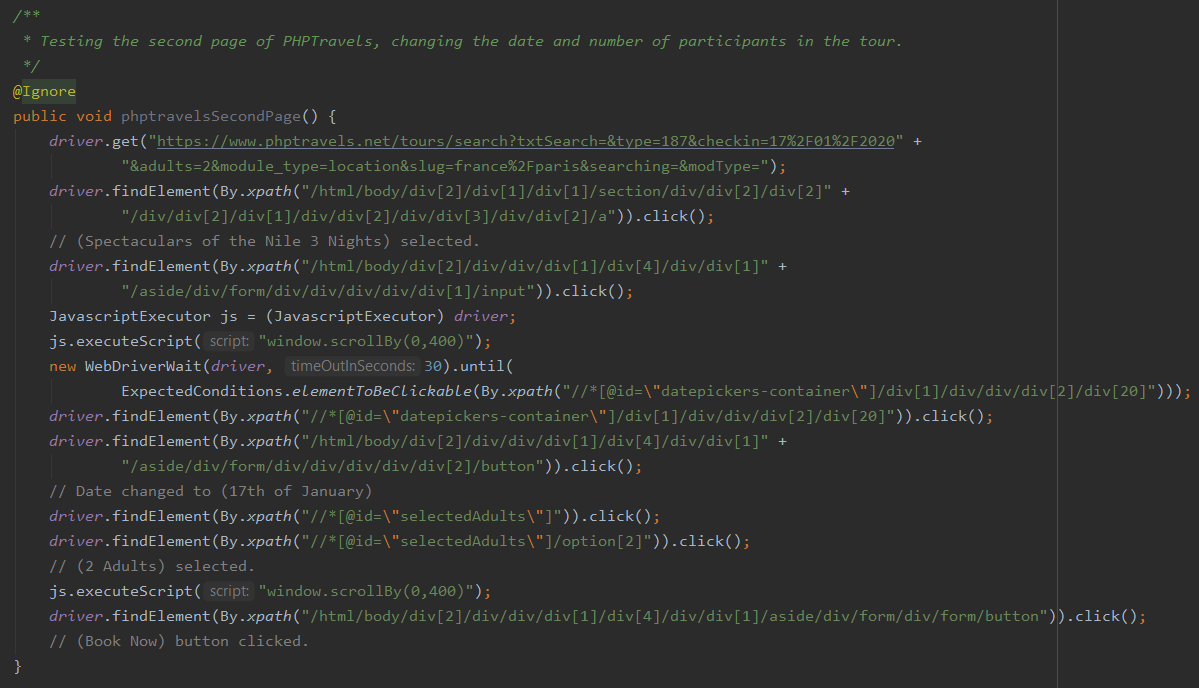 /**
 * Testing the second page of PHPTravels, changing the date and number of participants in the tour.
 */
@Ignore
public void phptravelsSecondPage() {
    driver.get("https://www.phptravels.net/tours/search?txtSearch=&type=187&checkin=17%2F01%2F2020" +
            "&adults=2&module_type=location&slug=france%2Fparis&searching=&modType=");
    driver.findElement(By.xpath("/html/body/div[2]/div[1]/div[1]/section/div/div[2]/div[2]" +
            "/div/div[2]/div[1]/div/div[2]/div/div[3]/div/div[2]/a")).click();
    // (Spectaculars of the Nile 3 Nights) selected.
    driver.findElement(By.xpath("/html/body/div[2]/div/div/div[1]/div[4]/div/div[1]" +
            "/aside/div/form/div/div/div/div/div[1]/input")).click();
    JavascriptExecutor js = (JavascriptExecutor) driver;
    js.executeScript( script: "window.scrollBy(0,400)");
    new WebDriverWait(driver, timeOutInSeconds: 30).until(
            ExpectedConditions.elementToBeClickable(By.xpath("//*[@id=\"datepickers-container\"]/div[1]/div/div/div[2]/div[20]")));
    driver.findElement(By.xpath("//*[@id=\"datepickers-container\"]/div[1]/div/div/div[2]/div[20]")).click();
    driver.findElement(By.xpath("/html/body/div[2]/div/div/div[1]/div[4]/div/div[1]" +
            "/aside/div/form/div/div/div/div/div[2]/button")).click();
    // Date changed to (17th of January)
    driver.findElement(By.xpath("//*[@id=\"selectedAdults\"]")).click();
    driver.findElement(By.xpath("//*[@id=\"selectedAdults\"]/option[2]")).click();
    // (2 Adults) selected.
    js.executeScript( script: "window.scrollBy(0,400)");
    driver.findElement(By.xpath("/html/body/div[2]/div/div/div[1]/div[4]/div/div[1]/aside/div/form/div/form/button")).click();
    // (Book Now) button clicked.
}